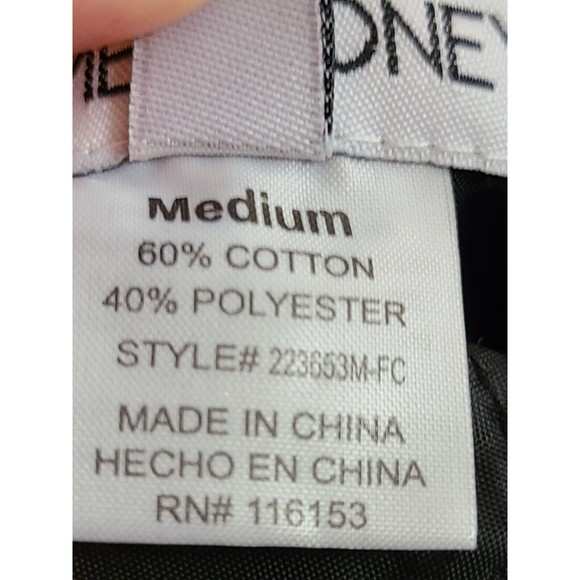 Medium
60% COTTON
40% POLYESTER
STYLE# 223653M-FC
MADE IN CHINA
HECHO EN CHINA
RN# 116153